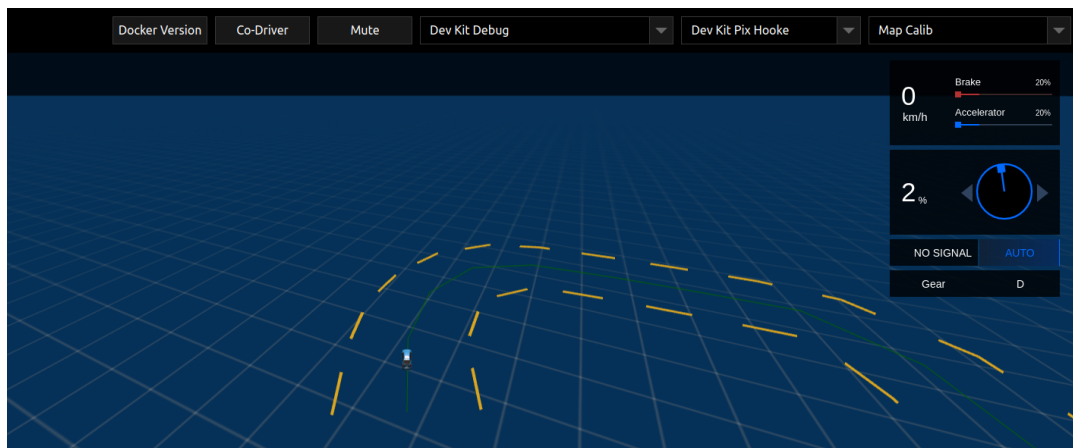 Docker Version Co-Driver Mute Dev Kit Debug Dev Kit Pix Hooke Map Calib
0
km/h
Brake 20%
Accelerator 20%
2 %
NO SIGNAL AUTO
Gear D